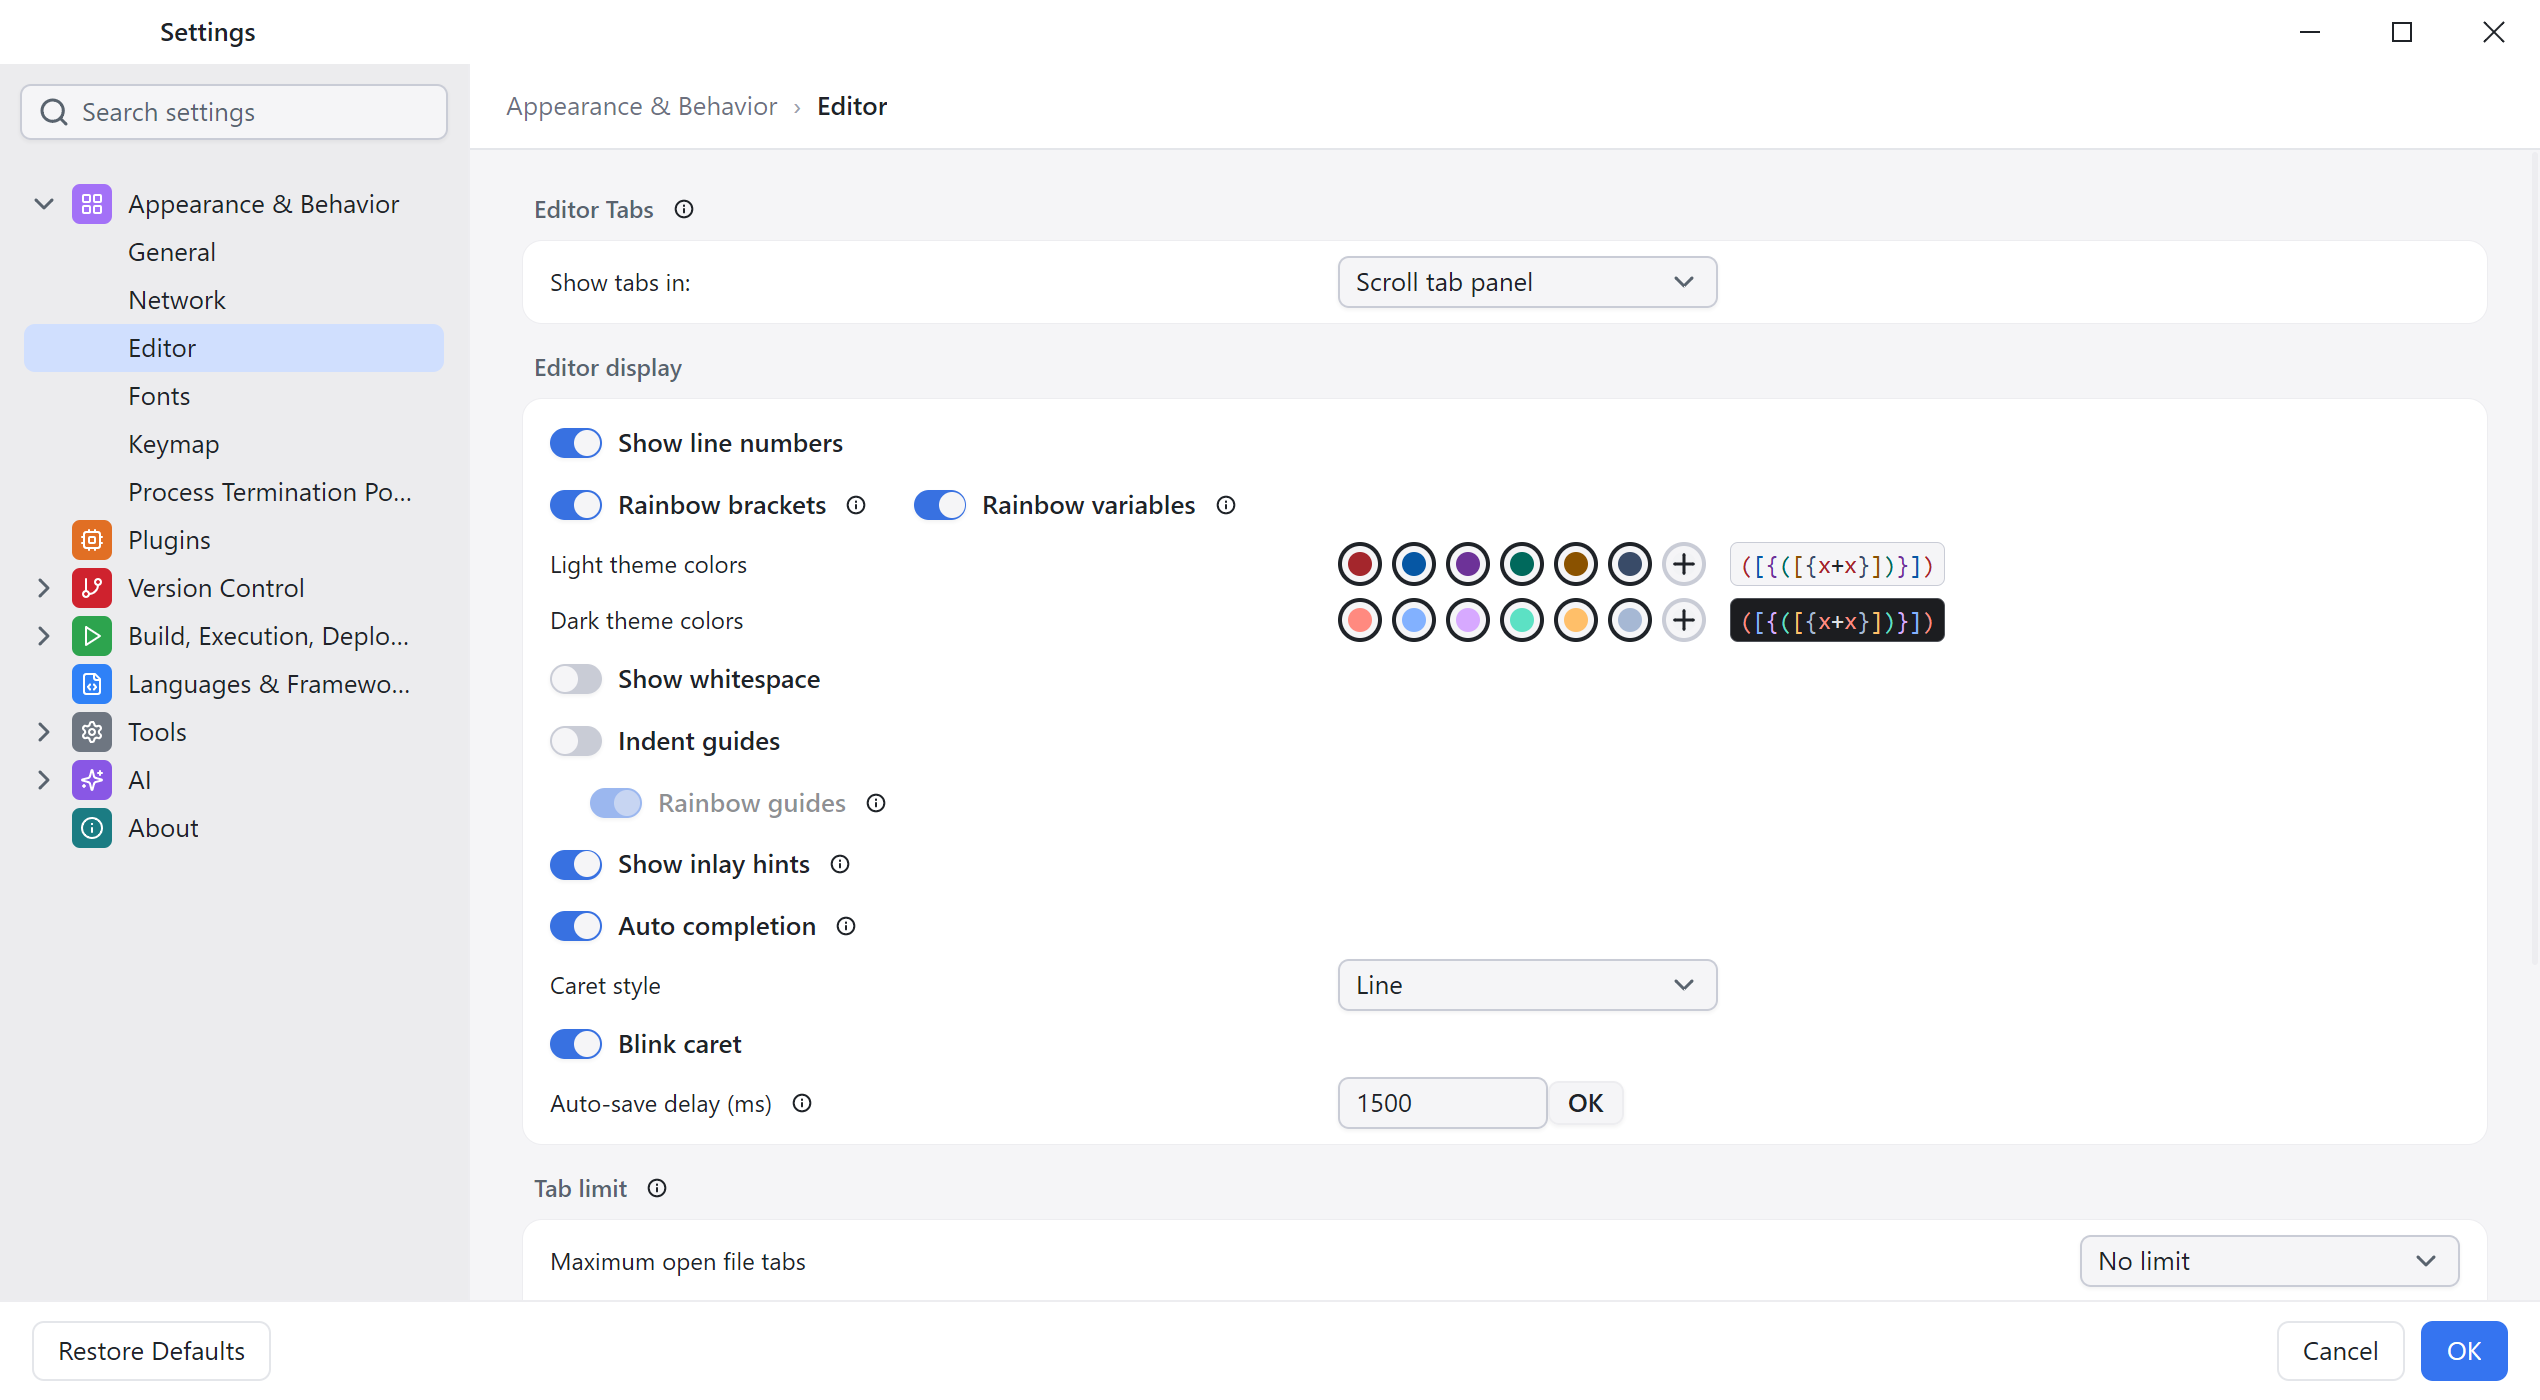 Settings
Search settings
Appearance & Behavior
General
Network
Editor
Fonts
Keymap
Process Termination Po...
Plugins
Version Control
Build, Execution, Deplo...
Languages & Framewo...
Tools
AI
About
Appearance & Behavior › Editor
Editor Tabs
Show tabs in:
Scroll tab panel
Editor display
Show line numbers
Rainbow brackets
Rainbow variables
Light theme colors
([{([{x+x}])}])
Dark theme colors
([{([{x+x}])}])
Show whitespace
Indent guides
Rainbow guides
Show inlay hints
Auto completion
Caret style
Line
Blink caret
Auto-save delay (ms)
1500
OK
Tab limit
Maximum open file tabs
No limit
Restore Defaults
Cancel
OK